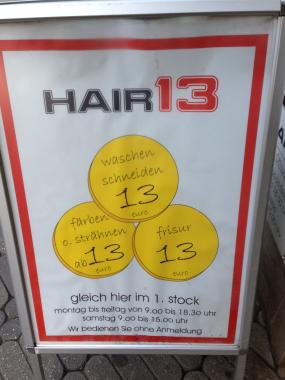 HAIR13
waschen
schneiden
13
euro
färben
o. strähnen
ab 13
euro
frisur
13
euro
gleich hier im 1. stock
montag bis freitag von 9.00 bis 18.30 uhr
samstag 9.00 bis 15.00 uhr
Wir bedienen Sie ohne Anmeldung